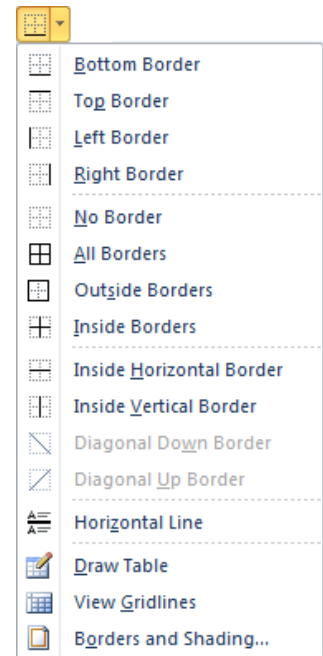 Bottom Border
Top Border
Left Border
Right Border
No Border
All Borders
Outside Borders
Inside Borders
Inside Horizontal Border
Inside Vertical Border
Diagonal Down Border
Diagonal Up Border
Horizontal Line
Draw Table
View Gridlines
Borders and Shading...